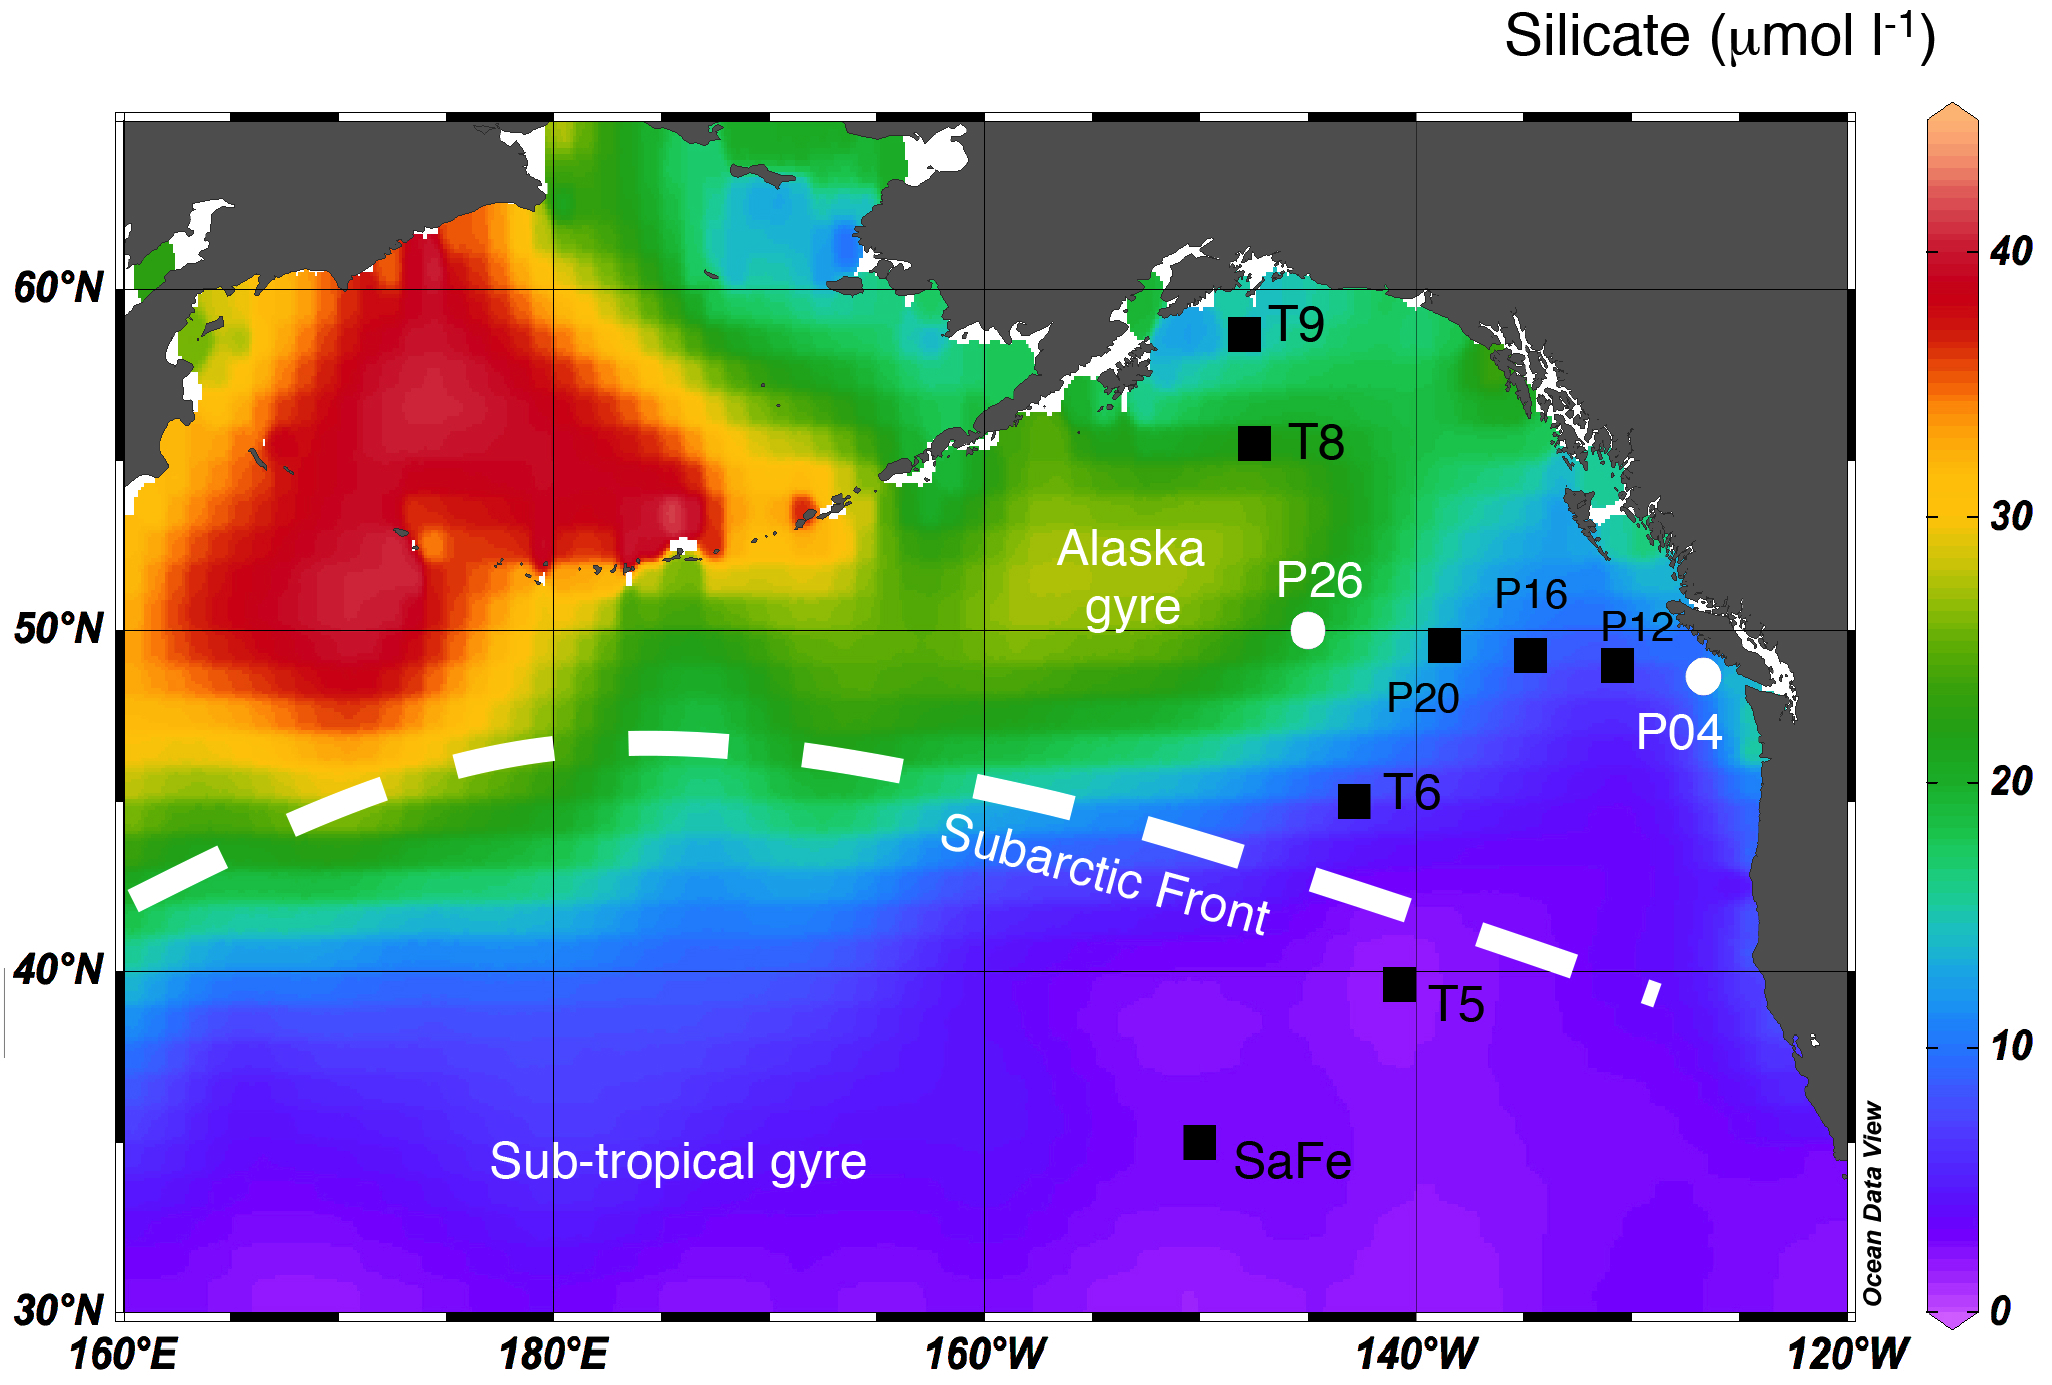 Silicate (μmol l-1)
60°N
50°N
40°N
30°N
160°E
180°E
160°W
140°W
120°W
40
30
20
10
0
T9
T8
Alaska
gyre
P26
P16
P12
P20
P04
T6
Subarctic Front
T5
Sub-tropical gyre
SaFe
Ocean Data View